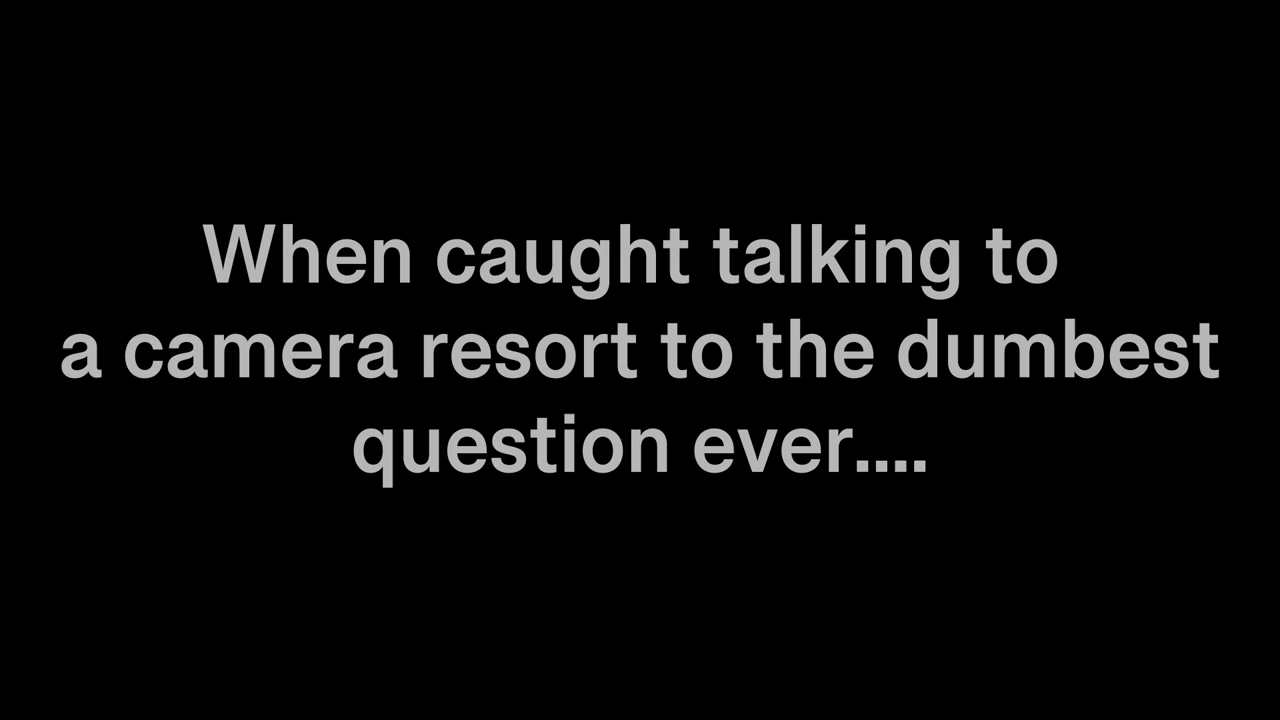 When caught talking to
a camera resort to the dumbest
question ever....